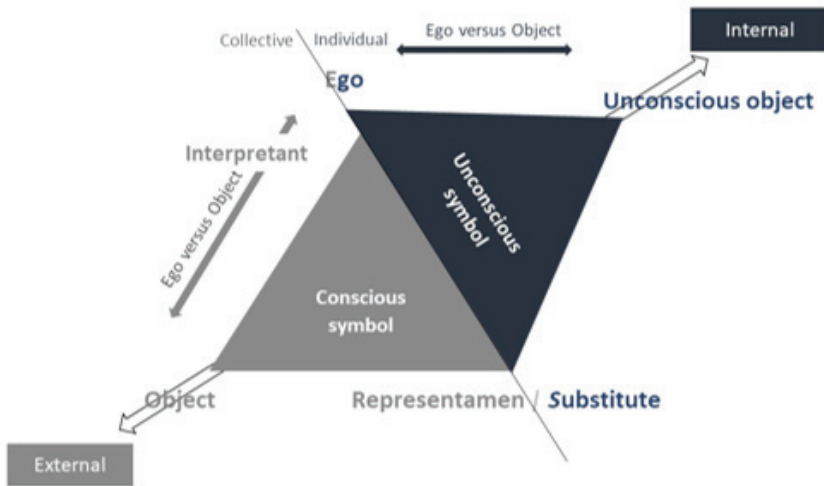 Internal
Collective
Individual
Ego versus Object
Ego
Unconscious object
Interpretant
Unconscious
symbol
Ego versus Object
Conscious
symbol
Object
Representamen / Substitute
External